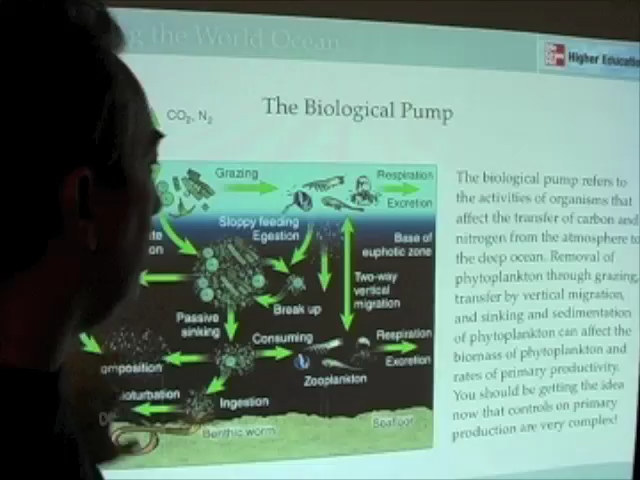 the World Ocean
Higher Educatio
The Biological Pump
CO₂, N₂
Grazing
Respiration
Excretion
Sloppy feeding
Egestion
Base of
euphotic zone
Two-way
vertical
migration
Break up
Passive
sinking
Consuming
Respiration
Excretion
omposition
Zooplankton
ioturbation
Ingestion
Benthic worm
Seafloor
The biological pump refers to
the activities of organisms that
affect the transfer of carbon and
nitrogen from the atmosphere to
the deep ocean. Removal of
phytoplankton through grazing,
transfer by vertical migration,
and sinking and sedimentation
of phytoplankton can affect the
biomass of phytoplankton and
rates of primary productivity.
You should be getting the idea
now that controls on primary
production are very complex!